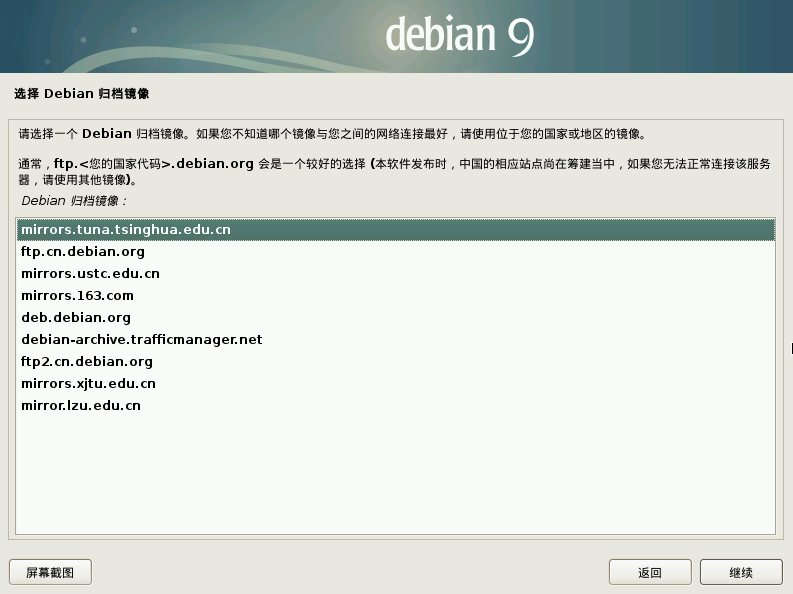 debian 9
选择 Debian 归档镜像
请选择一个 Debian 归档镜像。如果您不知道哪个镜像与您之间的网络连接最好，请使用位于您的国家或地区的镜像。
通常，ftp.<您的国家代码>.debian.org 会是一个较好的选择 (本软件发布时，中国的相应站点尚在筹建当中，如果您无法正常连接该服务
器，请使用其他镜像)。
Debian 归档镜像：
mirrors.tuna.tsinghua.edu.cn
ftp.cn.debian.org
mirrors.ustc.edu.cn
mirrors.163.com
deb.debian.org
debian-archive.trafficmanager.net
ftp2.cn.debian.org
mirrors.xjtu.edu.cn
mirror.lzu.edu.cn
屏幕截图
返回
继续